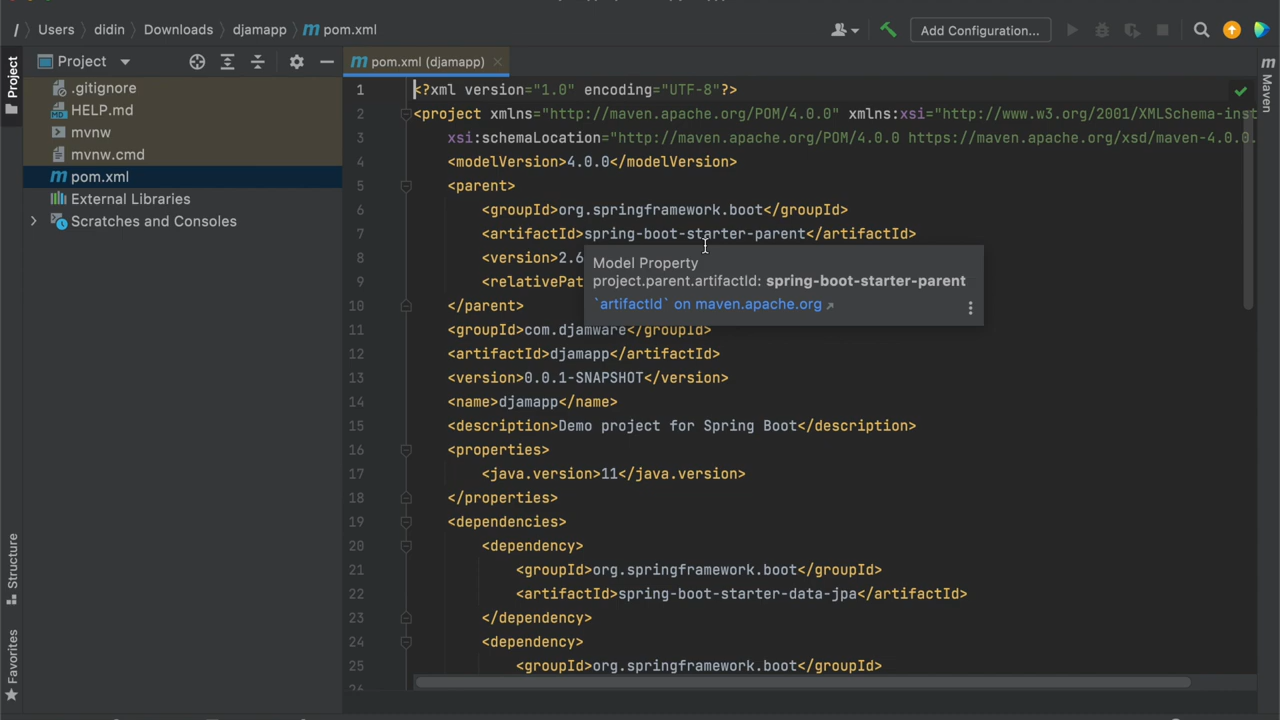 / Users > didin > Downloads > djamapp > pom.xml
Add Configuration...
Project
Project
pom.xml (djamapp)
Maven
.gitignore
HELP.md
mvnw
mvnw.cmd
pom.xml
External Libraries
Scratches and Consoles
Structure
Favorites
1 <?xml version="1.0" encoding="UTF-8"?>
2 <project xmlns="http://maven.apache.org/POM/4.0.0" xmlns:xsi="http://www.w3.org/2001/XMLSchema-inst
3 xsi:schemaLocation="http://maven.apache.org/POM/4.0.0 https://maven.apache.org/xsd/maven-4.0.0.
4 <modelVersion>4.0.0</modelVersion>
5 <parent>
6 <groupId>org.springframework.boot</groupId>
7 <artifactId>spring-boot-starter-parent</artifactId>
8 <version>2.6
9 <relativePat
Model Property
project.parent.artifactId: spring-boot-starter-parent
`artifactId` on maven.apache.org
10 </parent>
11 <groupId>com.djamware</groupId>
12 <artifactId>djamapp</artifactId>
13 <version>0.0.1-SNAPSHOT</version>
14 <name>djamapp</name>
15 <description>Demo project for Spring Boot</description>
16 <properties>
17 <java.version>11</java.version>
18 </properties>
19 <dependencies>
20 <dependency>
21 <groupId>org.springframework.boot</groupId>
22 <artifactId>spring-boot-starter-data-jpa</artifactId>
23 </dependency>
24 <dependency>
25 <groupId>org.springframework.boot</groupId>
26